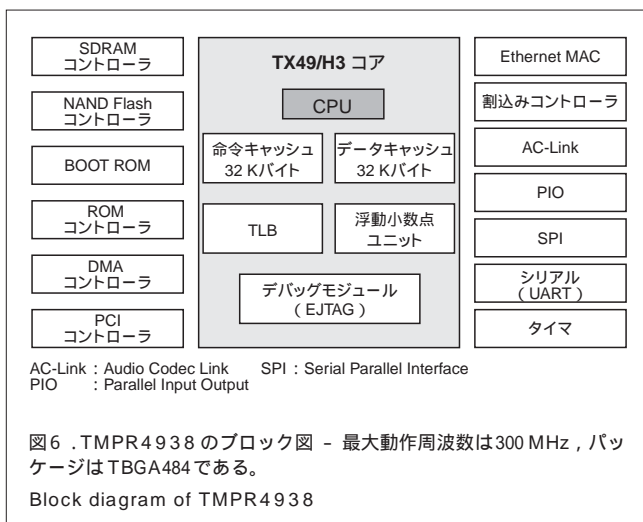 SDRAM
コントローラ
NAND Flash
コントローラ
BOOT ROM
ROM
コントローラ
DMA
コントローラ
PCI
コントローラ
TX49/H3 コア
CPU
命令キャッシュ
32 Kバイト
データキャッシュ
32 Kバイト
TLB
浮動小数点
ユニット
デバッグモジュール
（EJTAG）
Ethernet MAC
割込みコントローラ
AC-Link
PIO
SPI
シリアル
（UART）
タイマ
AC-Link：Audio Codec Link SPI：Serial Parallel Interface
PIO ：Parallel Input Output
図6．TMPR4938のブロック図 － 最大動作周波数は300 MHz，パッ
ケージはTBGA484である。
Block diagram of TMPR4938